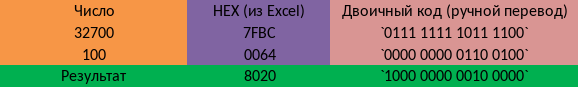 Число HEX (из Excel) Двоичный код (ручной перевод)
32700 7FBC `0111 1111 1011 1100`
100 0064 `0000 0000 0110 0100`
Результат 8020 `1000 0000 0010 0000`